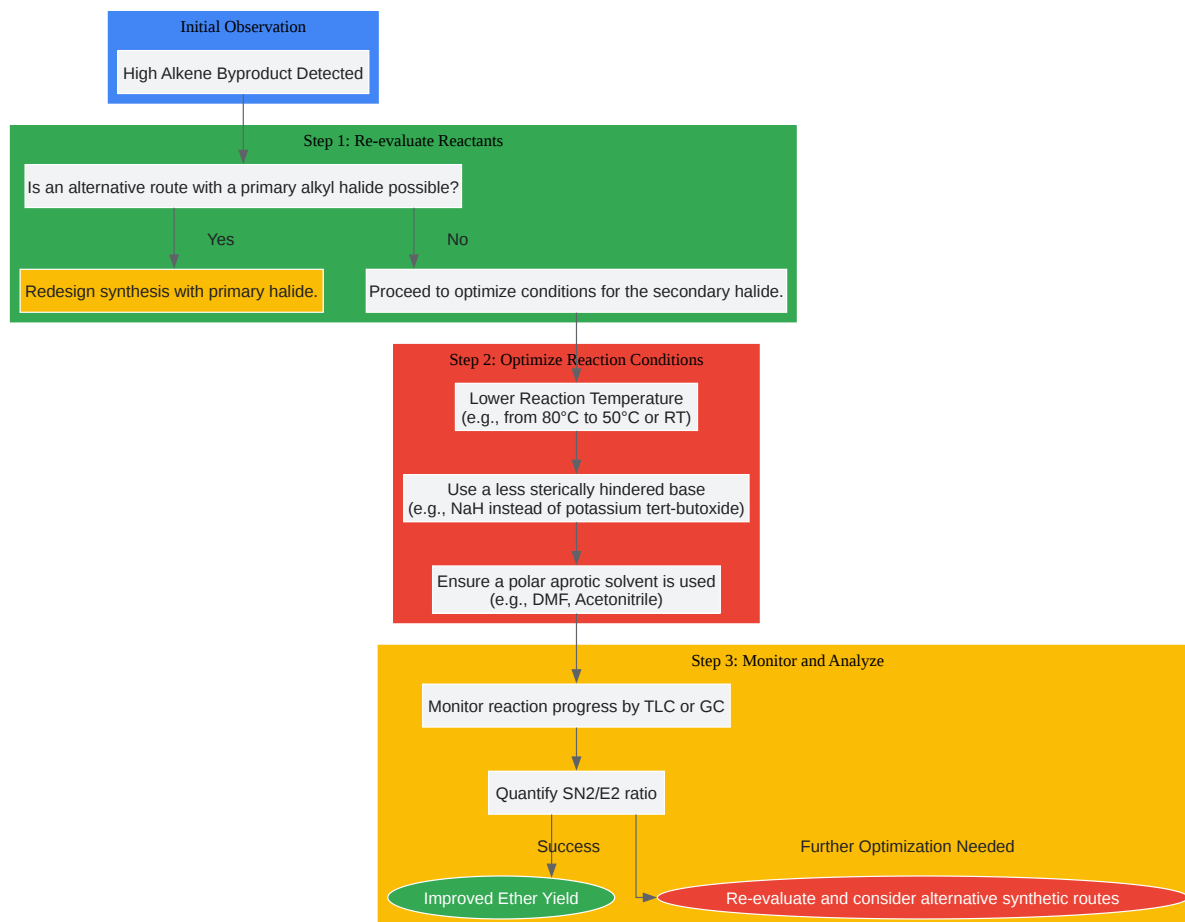 Initial Observation
High Alkene Byproduct Detected
Step 1: Re-evaluate Reactants
Is an alternative route with a primary alkyl halide possible?
Yes
No
Redesign synthesis with primary halide.
Proceed to optimize conditions for the secondary halide.
Step 2: Optimize Reaction Conditions
Lower Reaction Temperature
(e.g., from 80°C to 50°C or RT)
Use a less sterically hindered base
(e.g., NaH instead of potassium tert-butoxide)
Ensure a polar aprotic solvent is used
(e.g., DMF, Acetonitrile)
Step 3: Monitor and Analyze
Monitor reaction progress by TLC or GC
Quantify SN2/E2 ratio
Success
Further Optimization Needed
Improved Ether Yield
Re-evaluate and consider alternative synthetic routes